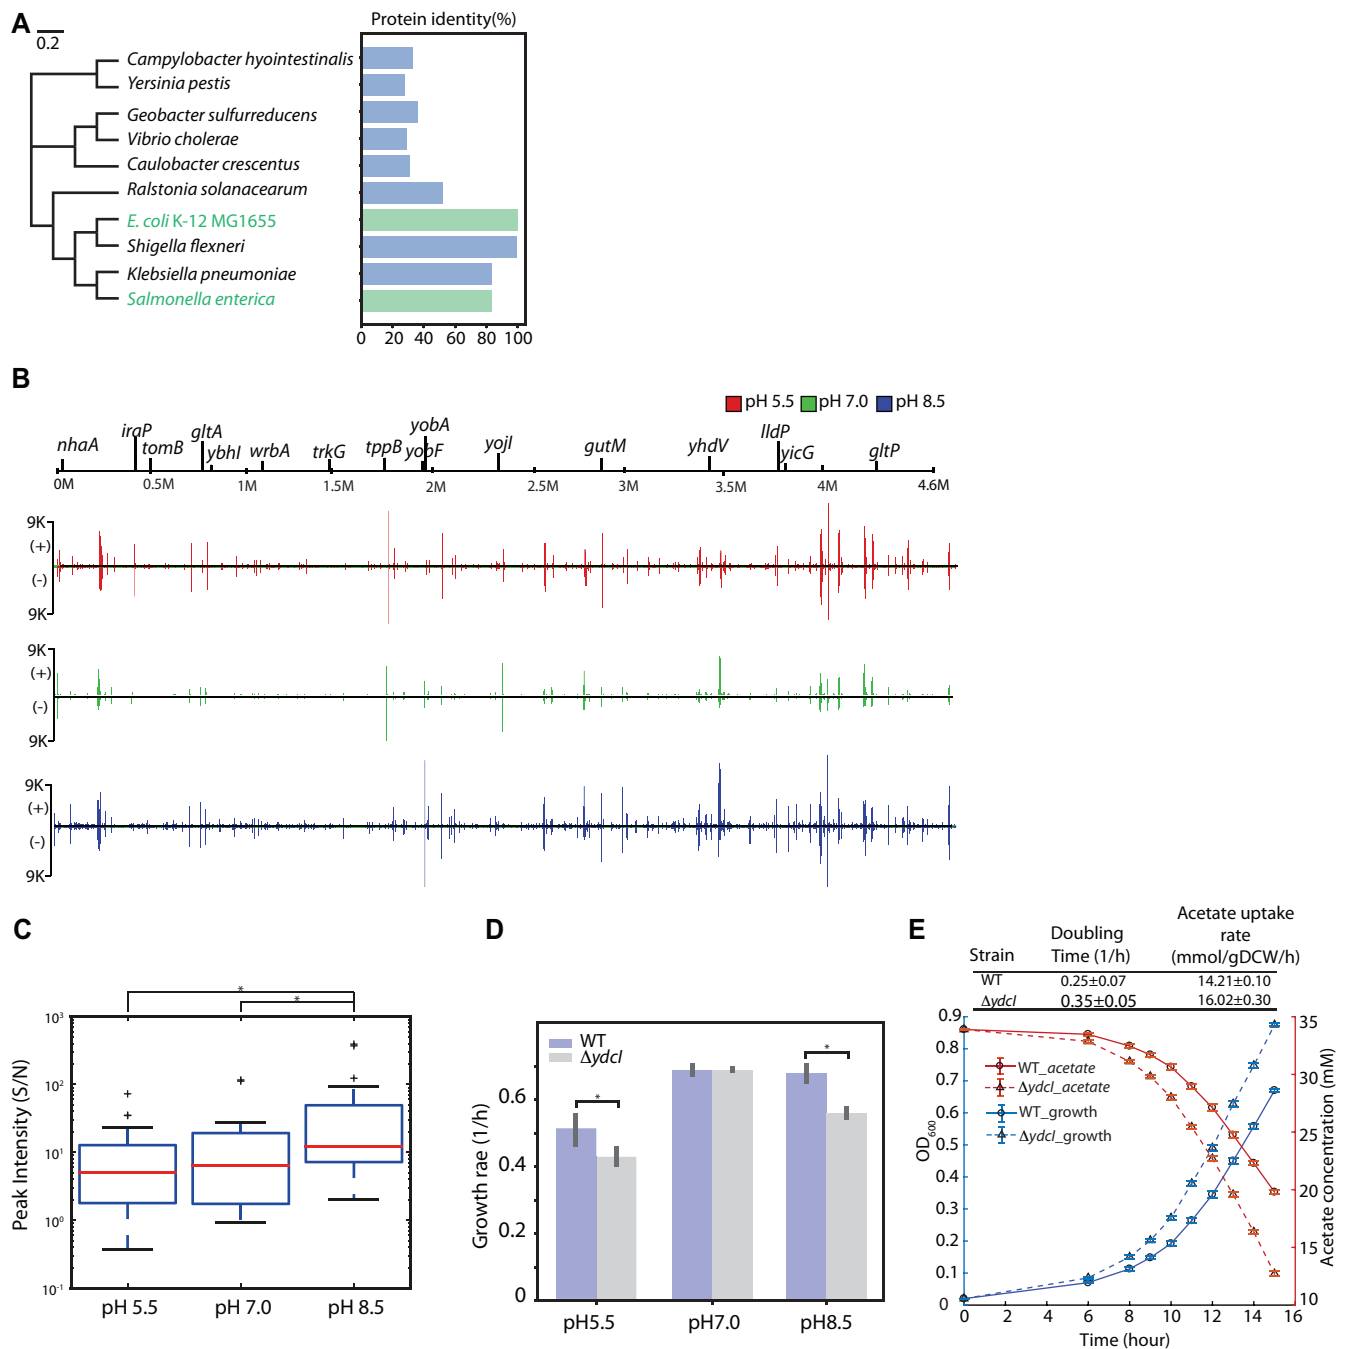 A
0.2
Protein identity(%)
Campylobacter hyointestinalis
Yersinia pestis
Geobacter sulfurreducens
Vibrio cholerae
Caulobacter crescentus
Ralstonia solanacearum
E. coli K-12 MG1655
Shigella flexneri
Klebsiella pneumoniae
Salmonella enterica
0 20 40 60 80 100
B
pH 5.5 pH 7.0 pH 8.5
nhaA iraP tomB gltA ybhI wrbA trkG tppB yobA yobF yojI gutM yhdV lldP yicG gltP
0M 0.5M 1M 1.5M 2M 2.5M 3M 3.5M 4M 4.6M
9K
(+)
(-)
9K
9K
(+)
(-)
9K
9K
(+)
(-)
9K
C
Peak Intensity (S/N)
10³
10²
10¹
10⁰
10⁻¹
* *
pH 5.5 pH 7.0 pH 8.5
D
Growth rae (1/h)
WT
ΔydcI
0.6
0.4
0.2
0
* *
pH5.5 pH7.0 pH8.5
E
Strain Doubling Time (1/h) Acetate uptake rate (mmol/gDCW/h)
WT 0.25±0.07 14.21±0.10
ΔydcI 0.35±0.05 16.02±0.30
OD600
0.9
0.8
0.7
0.6
0.5
0.4
0.3
0.2
0.1
0
WT_acetate
ΔydcI_acetate
WT_growth
ΔydcI_growth
35
30
25
20
15
10
Acetate concentration (mM)
0 2 4 6 8 10 12 14 16
Time (hour)